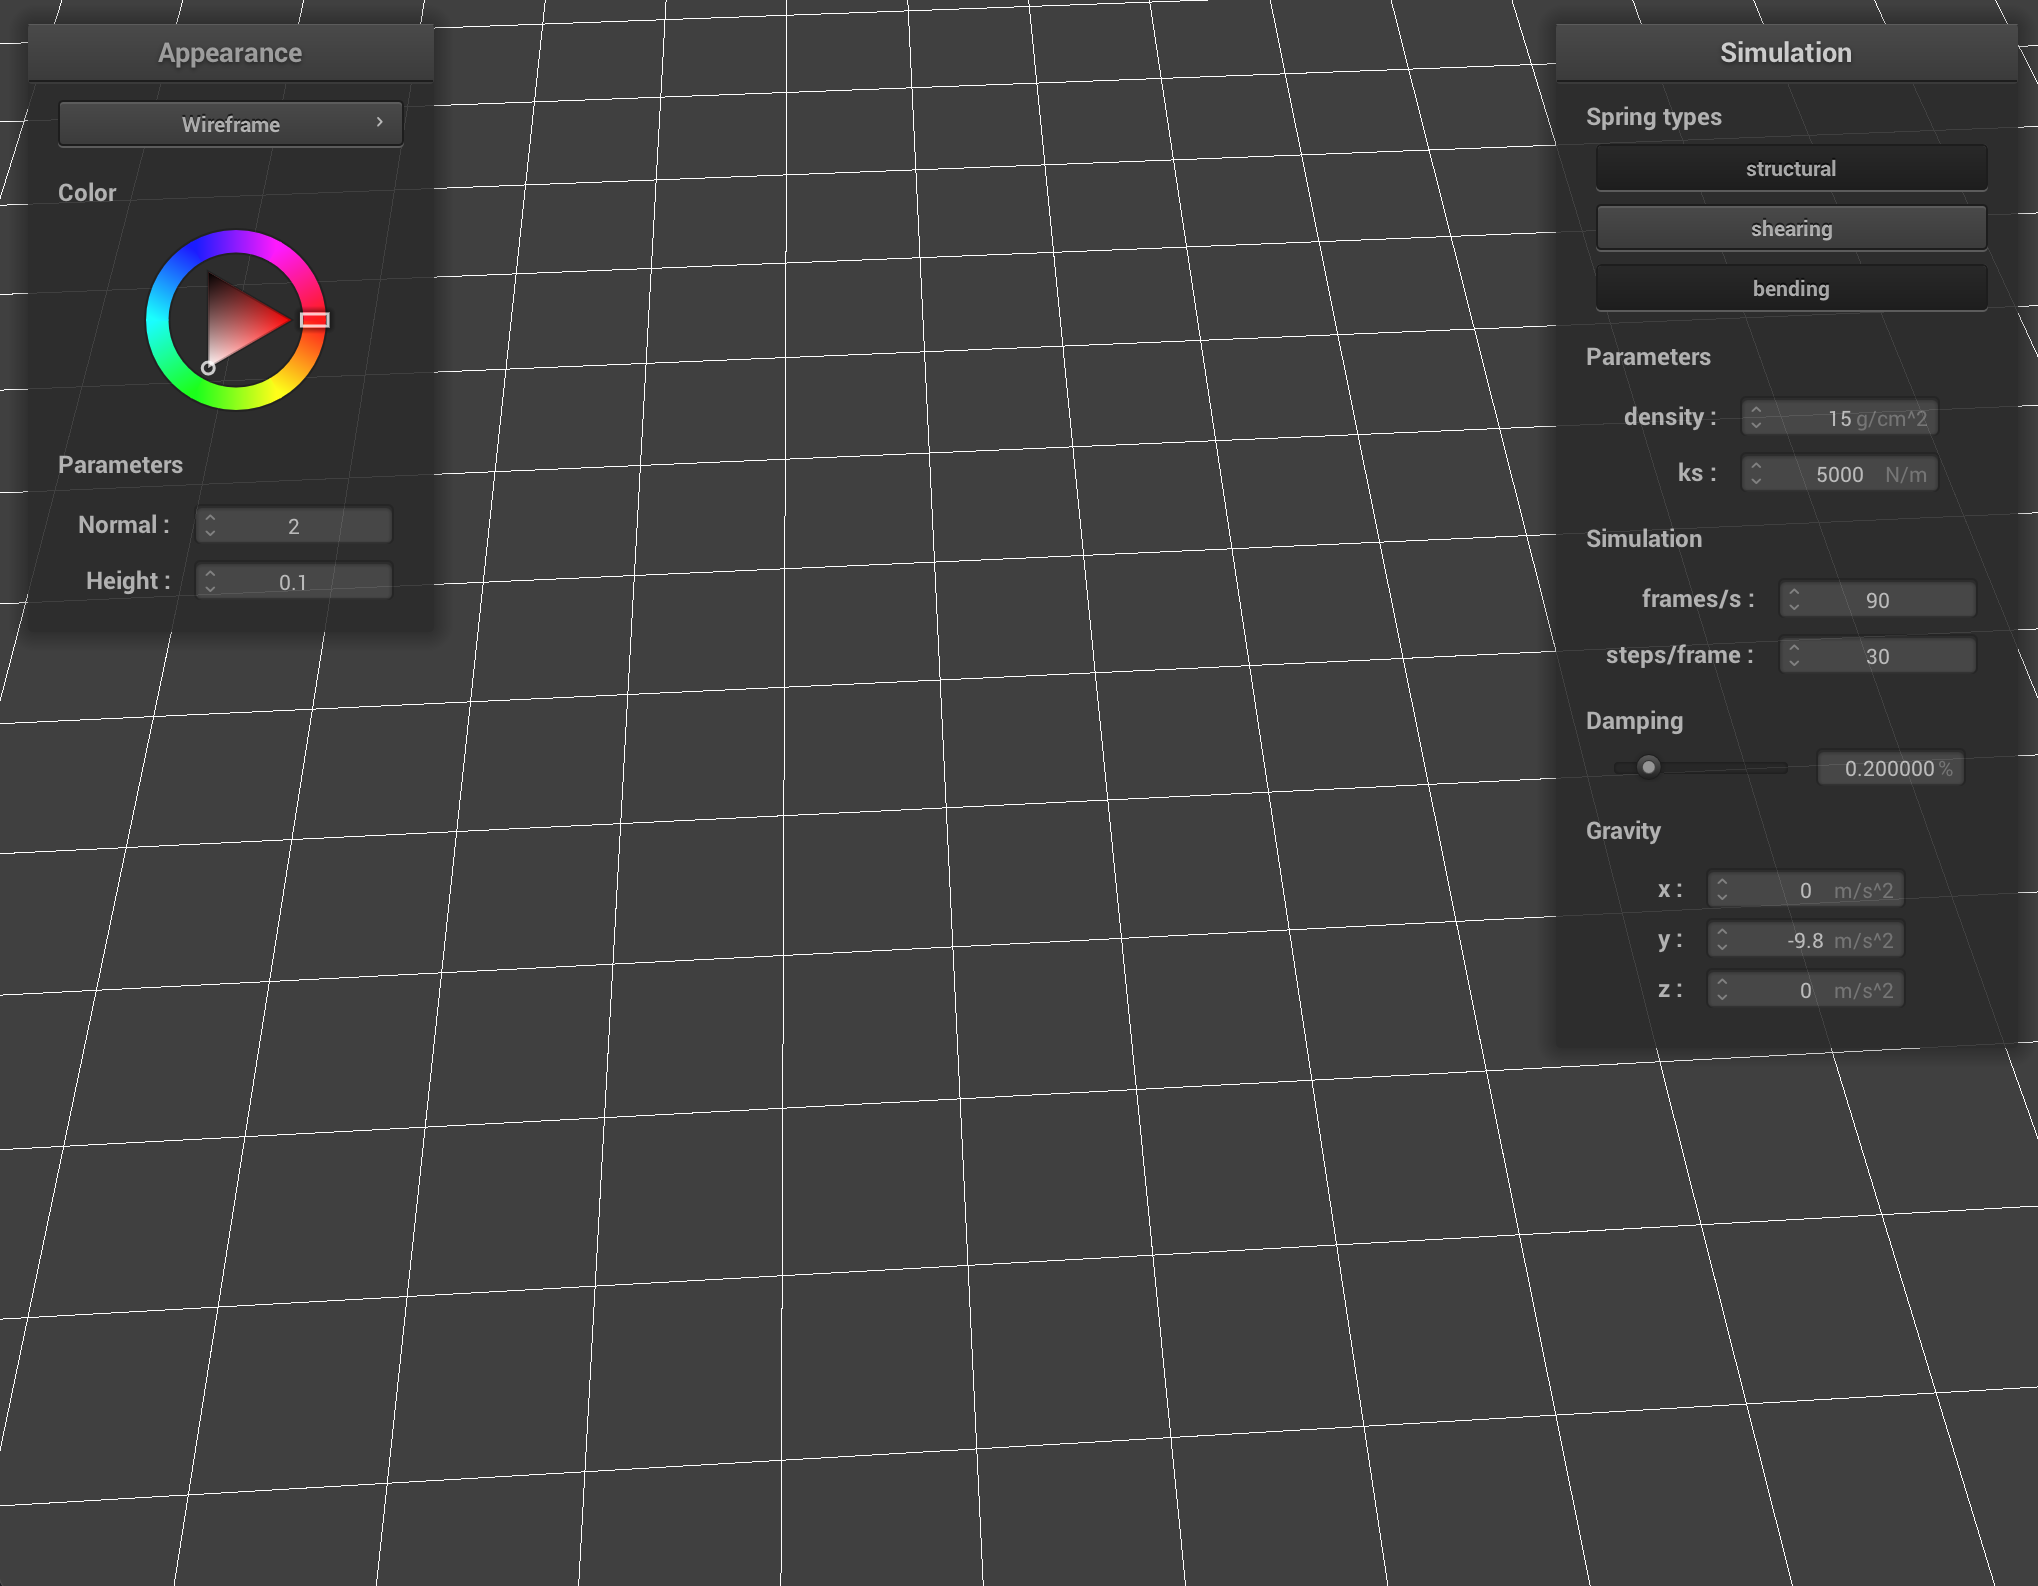 Appearance
Wireframe
Color
Parameters
Normal : 2
Height : 0.1
Simulation
Spring types
structural
shearing
bending
Parameters
density : 15 g/cm^2
ks : 5000 N/m
Simulation
frames/s : 90
steps/frame : 30
Damping
0.200000 %
Gravity
x : 0 m/s^2
y : -9.8 m/s^2
z : 0 m/s^2